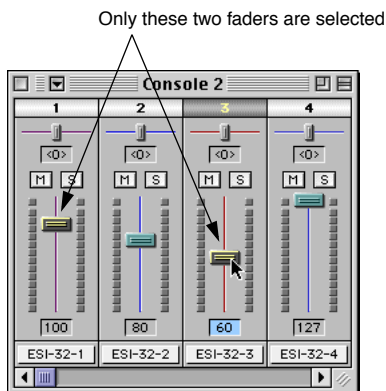 Only these two faders are selected
Console 2
1 2 3 4
<0> <0> <0> <0>
M S M S M S M S
100 80 60 127
ESI-32-1 ESI-32-2 ESI-32-3 ESI-32-4